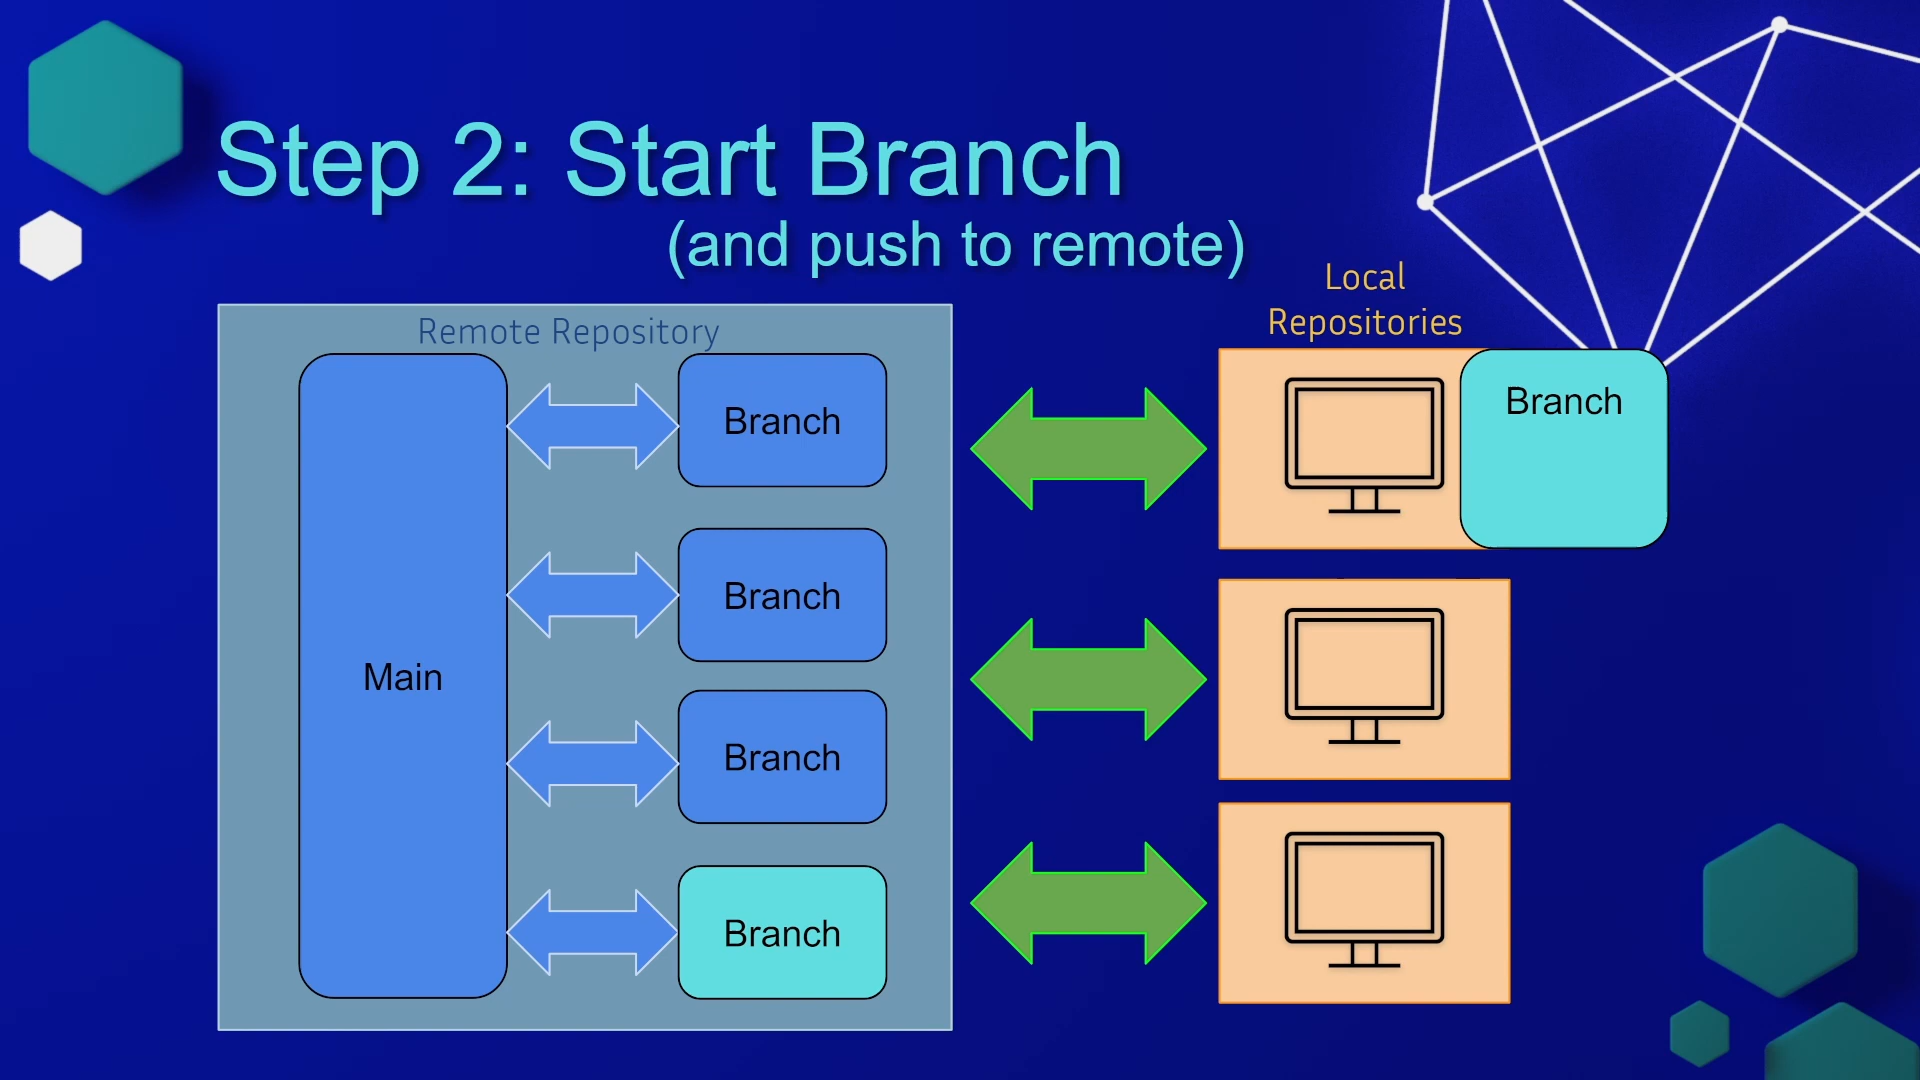 Step 2: Start Branch
(and push to remote)
Local
Repositories
Remote Repository
Main
Branch
Branch
Branch
Branch
Branch